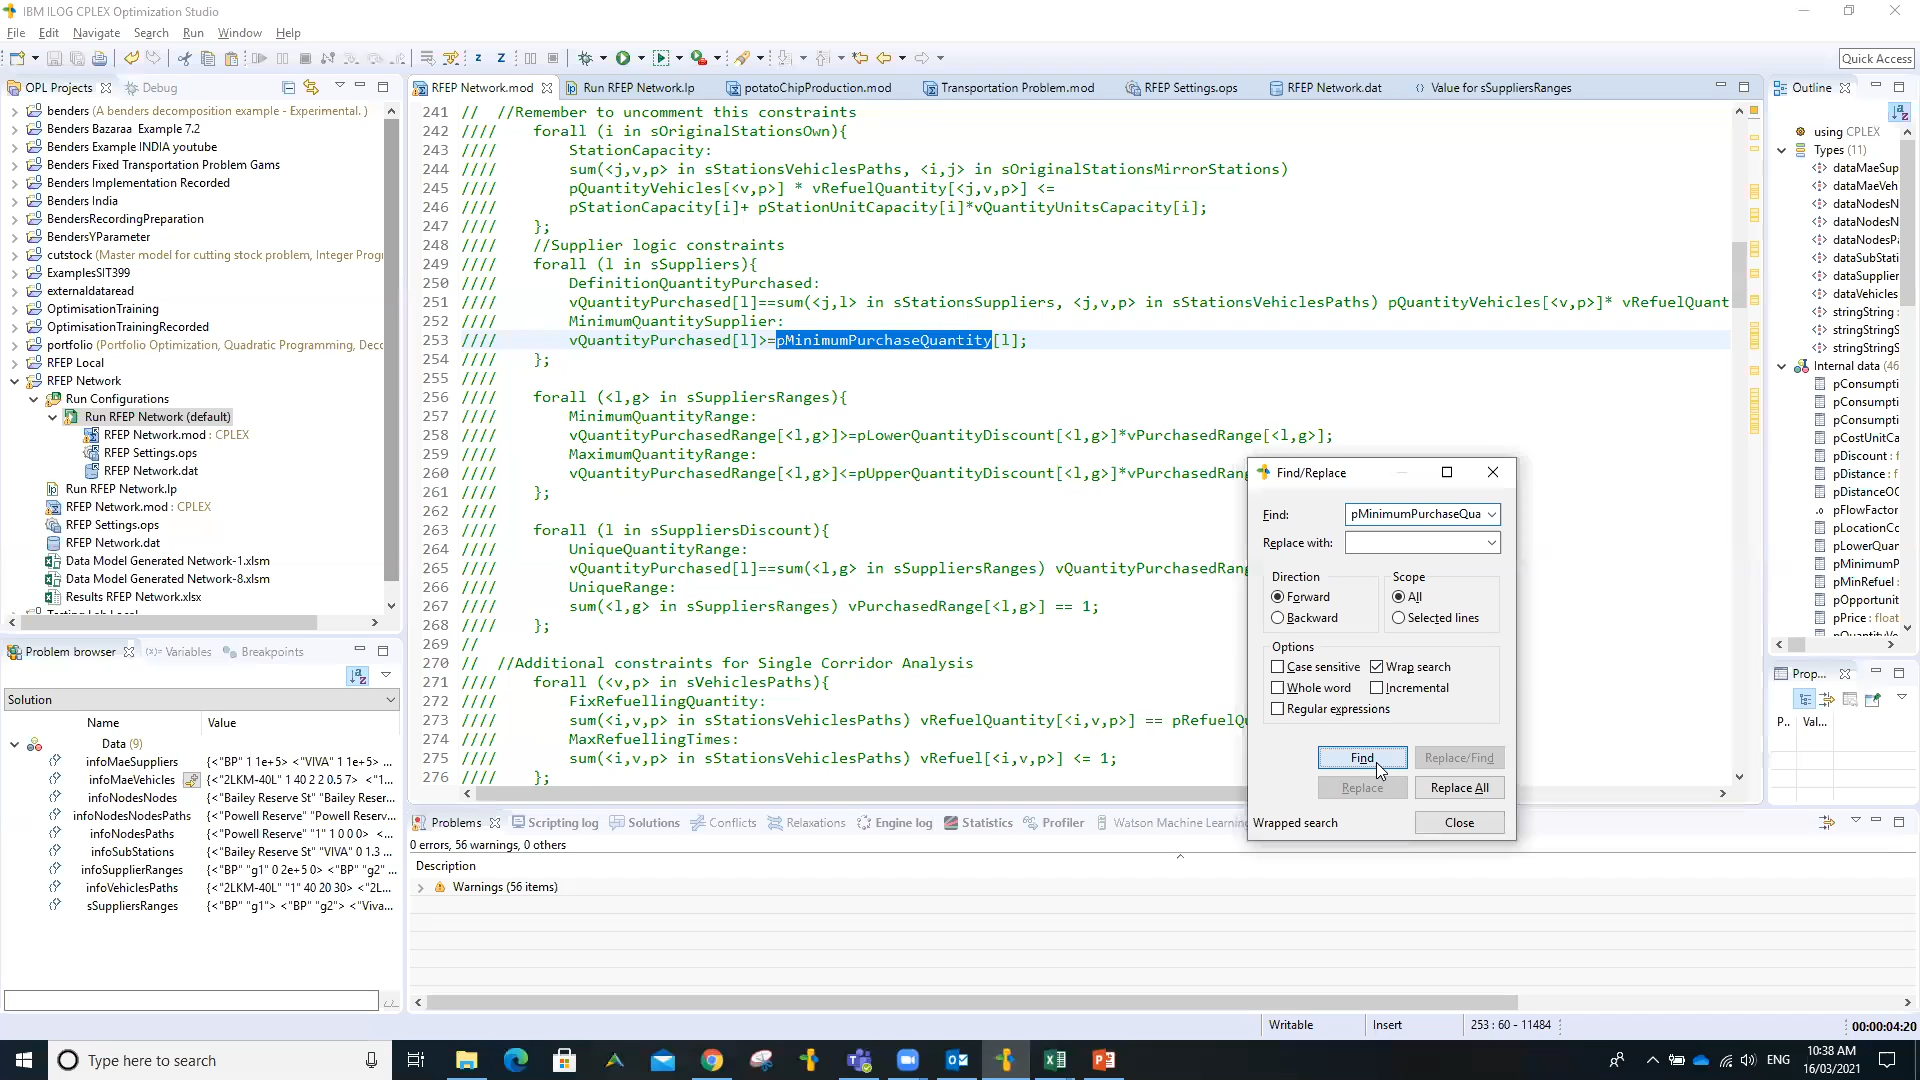 IBM ILOG CPLEX Optimization Studio
File Edit Navigate Search Run Window Help
Quick Access
OPL Projects
Debug
benders (A benders decomposition example - Experimental. )
Benders Bazaraa Example 7.2
Benders Example INDIA youtube
Benders Fixed Transportation Problem Gams
Benders Implementation Recorded
Benders India
BendersRecordingPreparation
BendersYParameter
cutstock (Master model for cutting stock problem, Integer Progr
ExamplesSIT399
externaldataread
OptimisationTraining
OptimisationTrainingRecorded
portfolio (Portfolio Optimization, Quadratic Programming, Deco
RFEP Local
RFEP Network
Run Configurations
Run RFEP Network (default)
RFEP Network.mod : CPLEX
RFEP Settings.ops
RFEP Network.dat
Run RFEP Network.lp
RFEP Network.mod : CPLEX
RFEP Settings.ops
RFEP Network.dat
Data Model Generated Network-1.xlsm
Data Model Generated Network-8.xlsm
Results RFEP Network.xlsx
RFEP Network.mod Run RFEP Network.lp potatoChipProduction.mod Transportation Problem.mod RFEP Settings.ops RFEP Network.dat Value for sSuppliersRanges
241 // //Remember to uncomment this constraints
242 //// forall (i in sOriginalStationsOwn){
243 //// StationCapacity:
244 //// sum(<j,v,p> in sStationsVehiclesPaths, <i,j> in sOriginalStationsMirrorStations)
245 //// pQuantityVehicles[<v,p>] * vRefuelQuantity[<j,v,p>] <=
246 //// pStationCapacity[i]+ pStationUnitCapacity[i]*vQuantityUnitsCapacity[i];
247 //// };
248 //// //Supplier logic constraints
249 //// forall (l in sSuppliers){
250 //// DefinitionQuantityPurchased:
251 //// vQuantityPurchased[l]==sum(<j,l> in sStationsSuppliers, <j,v,p> in sStationsVehiclesPaths) pQuantityVehicles[<v,p>]* vRefuelQuant
252 //// MinimumQuantitySupplier:
253 //// vQuantityPurchased[l]>=pMinimumPurchaseQuantity[l];
254 //// };
255 ////
256 //// forall (<l,g> in sSuppliersRanges){
257 //// MinimumQuantityRange:
258 //// vQuantityPurchasedRange[<l,g>]>=pLowerQuantityDiscount[<l,g>]*vPurchasedRange[<l,g>];
259 //// MaximumQuantityRange:
260 //// vQuantityPurchasedRange[<l,g>]<=pUpperQuantityDiscount[<l,g>]*vPurchasedRang
261 //// };
262 ////
263 //// forall (l in sSuppliersDiscount){
264 //// UniqueQuantityRange:
265 //// vQuantityPurchased[l]==sum(<l,g> in sSuppliersRanges) vQuantityPurchasedRang
266 //// UniqueRange:
267 //// sum(<l,g> in sSuppliersRanges) vPurchasedRange[<l,g>] == 1;
268 //// };
269 //
270 // //Additional constraints for Single Corridor Analysis
271 //// forall (<v,p> in sVehiclesPaths){
272 //// FixRefuellingQuantity:
273 //// sum(<i,v,p> in sStationsVehiclesPaths) vRefuelQuantity[<i,v,p>] == pRefuelQu
274 //// MaxRefuellingTimes:
275 //// sum(<i,v,p> in sStationsVehiclesPaths) vRefuel[<i,v,p>] <= 1;
276 //// };
Find/Replace
Find: pMinimumPurchaseQua
Replace with:
Direction
Forward
Backward
Scope
All
Selected lines
Options
Case sensitive
Wrap search
Whole word
Incremental
Regular expressions
Find
Replace/Find
Replace
Replace All
Wrapped search
Close
Outline
using CPLEX
Types (11)
dataMaeSup
dataMaeVeh
dataNodesN
dataNodesN
dataNodesPa
dataSubStati
dataSupplier
dataVehicles
stringString
stringStringS
stringStringS
Internal data (46
pConsumpti
pConsumpti
pConsumpti
pCostUnitCa
pDiscount : f
pDistance : f
pDistanceOC
pFlowFactor
pLocationCo
pLowerQuan
pMinimumP
pMinRefuel :
pOpportunit
pPrice : float
Prop...
P.. Val...
Problem browser
Variables
Breakpoints
Solution
Name Value
Data (9)
infoMaeSuppliers {<"BP" 1 1e+5> <"VIVA" 1 1e+5> ...
infoMaeVehicles {<"2LKM-40L" 1 40 2 2 0.5 7> <"1...
infoNodesNodes {<"Bailey Reserve St" "Bailey Reser...
infoNodesNodesPaths {<"Powell Reserve" "Powell Reserv...
infoNodesPaths {<"Powell Reserve" "1" 1 0 0 0> <...
infoSubStations {<"Bailey Reserve St" "VIVA" 0 1.3 ...
infoSupplierRanges {<"BP" "g1" 0 2e+5 0> <"BP" "g2" ...
infoVehiclesPaths {<"2LKM-40L" "1" 40 20 30> <"2L...
sSuppliersRanges {<"BP" "g1"> <"BP" "g2"> <"Viva...
Problems Scripting log Solutions Conflicts Relaxations Engine log Statistics Profiler Watson Machine Learning
0 errors, 56 warnings, 0 others
Description
Warnings (56 items)
Writable Insert 253 : 60 - 11484 00:00:04:20
Type here to search
ENG
10:38 AM
16/03/2021